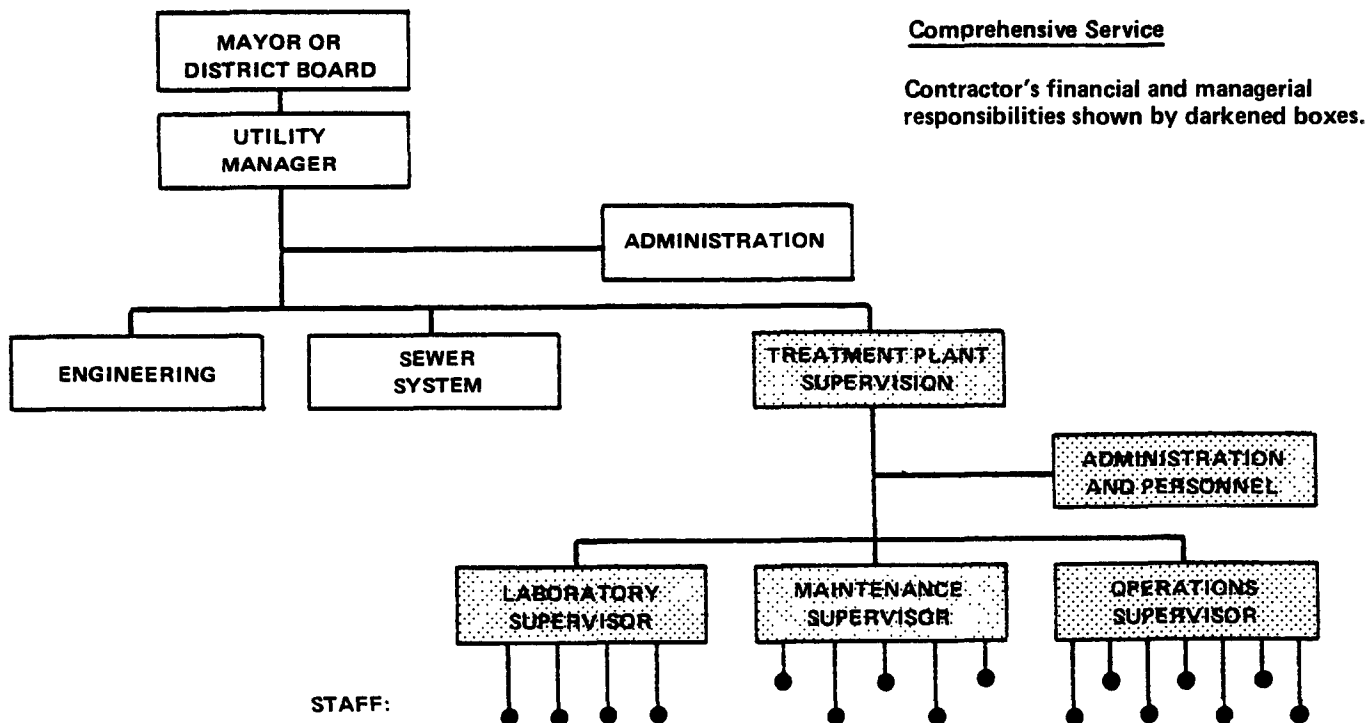 Comprehensive Service
Contractor's financial and managerial
responsibilities shown by darkened boxes.
MAYOR OR
DISTRICT BOARD
UTILITY
MANAGER
ADMINISTRATION
ENGINEERING
SEWER
SYSTEM
TREATMENT PLANT
SUPERVISION
ADMINISTRATION
AND PERSONNEL
LABORATORY
SUPERVISOR
MAINTENANCE
SUPERVISOR
OPERATIONS
SUPERVISOR
STAFF: